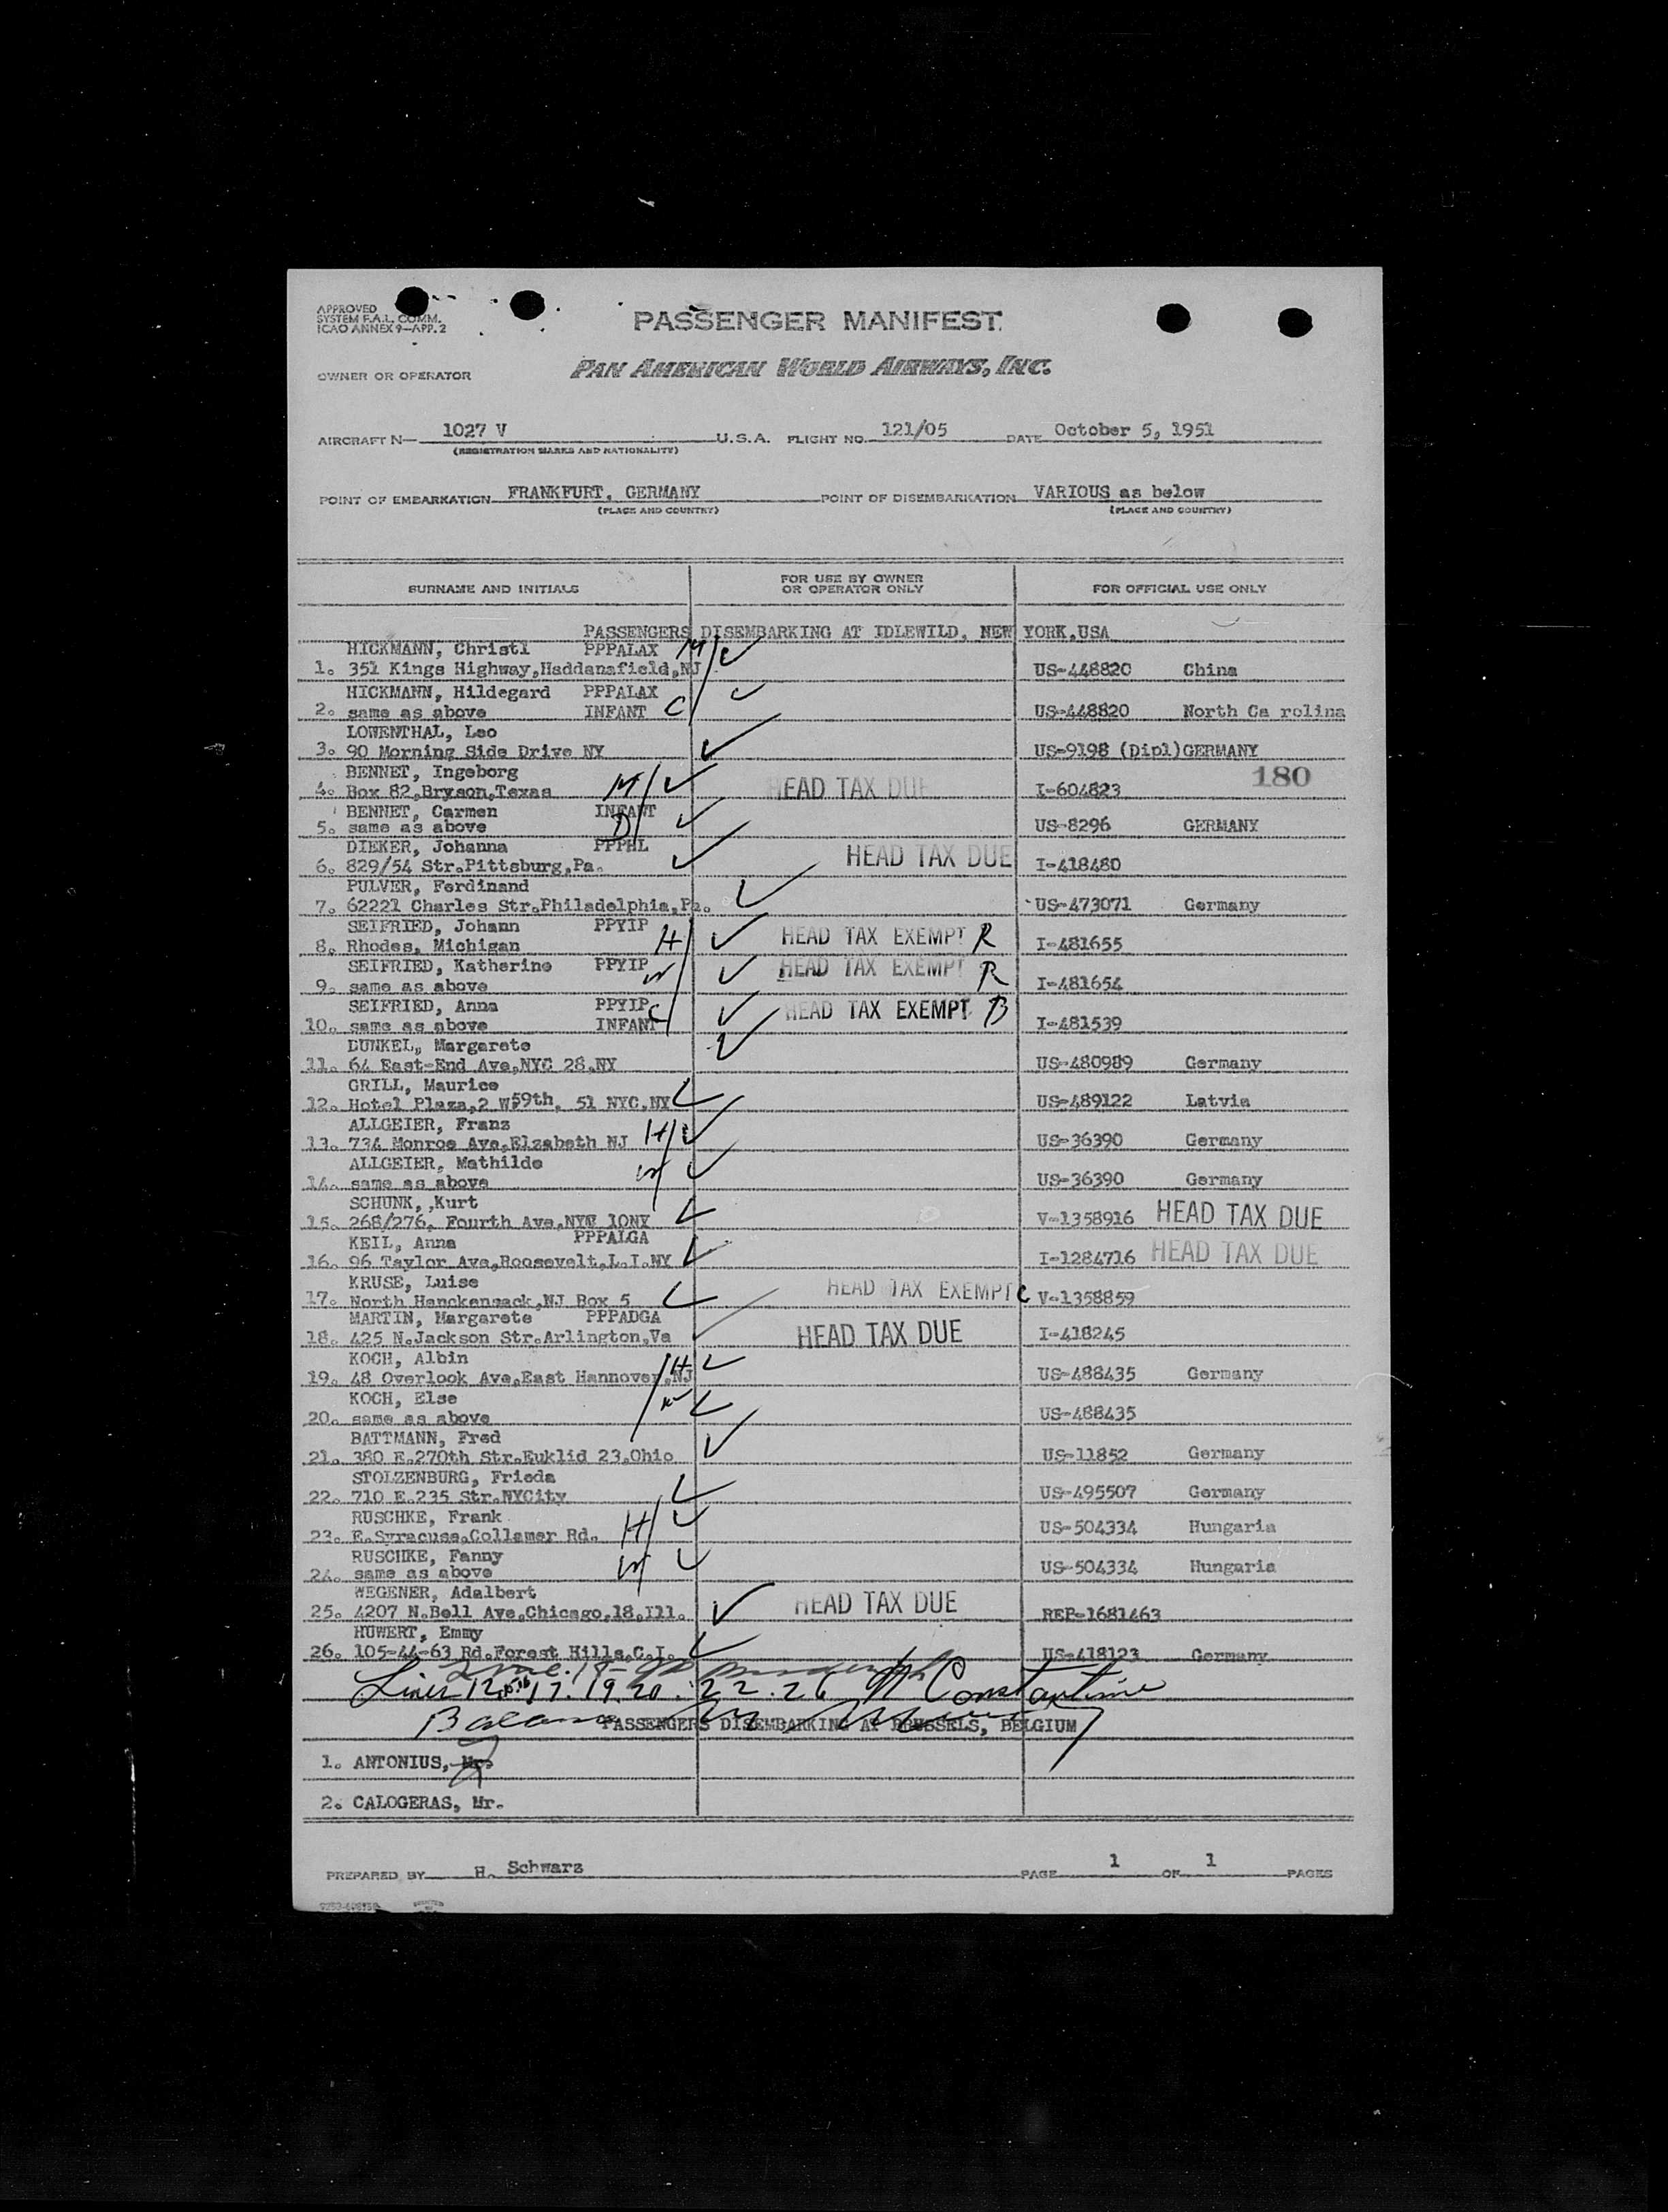 APPROVED
SYSTEM F.A.L. COMM.
ICAO ANNEX 9—APP. 2
PASSENGER MANIFEST
OWNER OR OPERATOR PAN AMERICAN WORLD AIRWAYS, INC.
AIRCRAFT N— 1027 V U.S.A. FLIGHT NO. 121/05 DATE October 5, 1951
(REGISTRATION MARKS AND NATIONALITY)
POINT OF EMBARKATION FRANKFURT, GERMANY POINT OF DISEMBARKATION VARIOUS as below
(PLACE AND COUNTRY) (PLACE AND COUNTRY)
SURNAME AND INITIALS FOR USE BY OWNER OR OPERATOR ONLY FOR OFFICIAL USE ONLY
PASSENGERS DISEMBARKING AT IDLEWILD, NEW YORK,USA
HICKMANN, Christl PPPALAX M
1. 351 Kings Highway,Haddanafield,NJ US-448820 China
HICKMANN, Hildegard PPPALAX
2. same as above INFANT C US-448820 North Ca rolina
LOWENTHAL, Leo
3. 90 Morning Side Drive NY US-9198 (Dipl)GERMANY
BENNET, Ingeborg 180
4. Box 82,Bryson,Texas M HEAD TAX DUE I-604823
BENNET, Carmen INFANT
5. same as above D US-8296 GERMANY
DIEKER, Johanna PPPHL
6. 829/54 Str.Pittsburg,Pa. HEAD TAX DUE I-418480
PULVER, Ferdinand
7. 62221 Charles Str.Philadelphia,Pa. US-473071 Germany
SEIFRIED, Johann PPYIP
8. Rhodes, Michigan H HEAD TAX EXEMPT R I-481655
SEIFRIED, Katherine PPYIP
9. same as above W HEAD TAX EXEMPT R I-481654
SEIFRIED, Anna PPYIP C
10. same as above INFANT HEAD TAX EXEMPT B I-481539
DUNKEL, Margarete
11. 64 East-End Ave,NYC 28,NY US-480989 Germany
GRILL, Maurice
12. Hotel Plaza,2 W59th, 51 NYC,NY US-489122 Latvia
ALLGEIER, Franz
13. 734 Monroe Ave,Elzabeth NJ H US-36390 Germany
ALLGEIER, Mathilde
14. same as above W US-36390 Germany
SCHUNK, ,Kurt
15. 268/276, Fourth Ave,NYW 10NY V-1358916 HEAD TAX DUE
KEIL, Anna PPPALGA
16. 96 Taylor Ave,Roosevelt,L.I.NY I-1284716 HEAD TAX DUE
KRUSE, Luise
17. North Hanckensack,NJ Box 5 HEAD TAX EXEMPT C V-1358859
MARTIN, Margarete PPPADGA
18. 425 N.Jackson Str.Arlington,Va HEAD TAX DUE I-418245
KOCH, Albin
19. 48 Overlook Ave,East Hannover,NJ H US-488435 Germany
KOCH, Else
20. same as above W US-488435
BATTMANN, Fred
21. 380 E.270th Str.Euklid 23,Ohio US-11852 Germany
STOLZENBURG, Frieda
22. 710 E.235 Str.NYCity US-495507 Germany
RUSCHKE, Frank
23. E.Syracuse,Collamer Rd. H US-504334 Hungaria
RUSCHKE, Fanny
24. same as above W US-504334 Hungaria
WEGENER, Adalbert
25. 4207 N.Bell Ave,Chicago,18,Ill. HEAD TAX DUE REP-1681463
HUWERT, Emmy
26. 105-44-63 Rd.Forest Hills,C.I. US-418123 Germany
Lines 12. 17. 19. 20. 22. 26 Constantine
PASSENGERS DISEMBARKING AT BRUSSELS, BELGIUM
1. ANTONIUS, Mr.
2. CALOGERAS, Mr.
PREPARED BY H. Schwarz PAGE 1 OF 1 PAGES